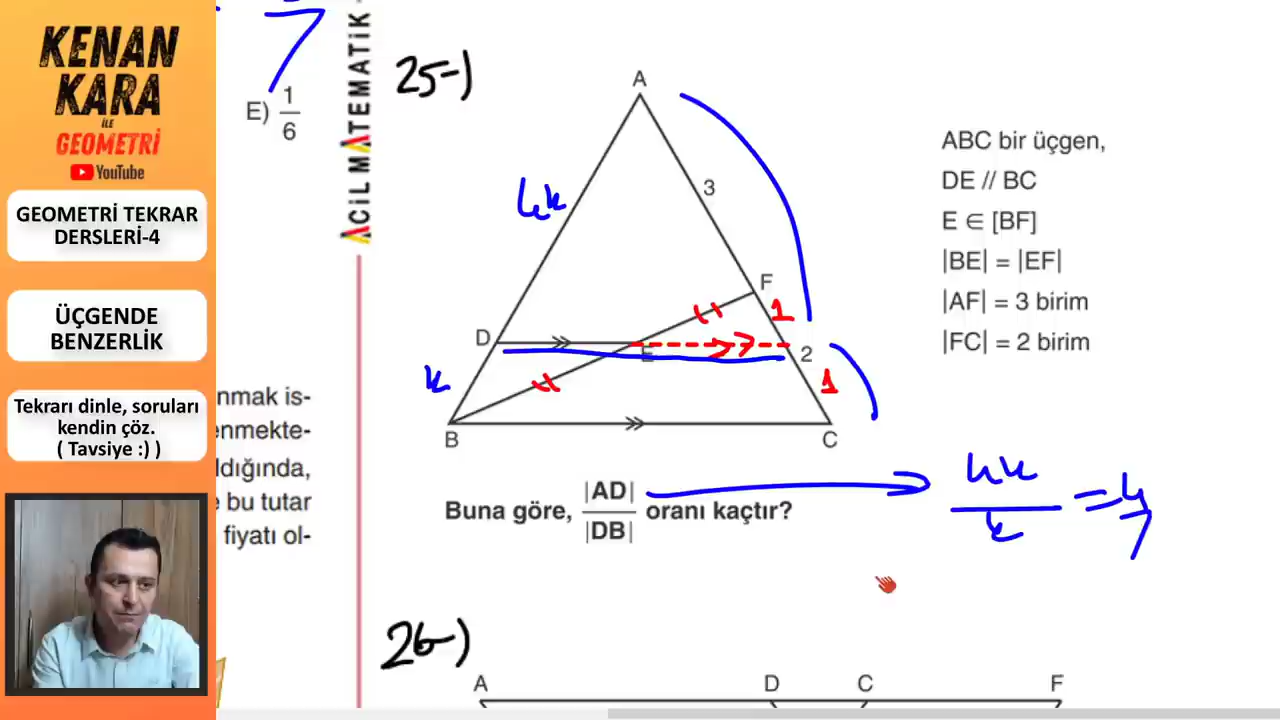 KENAN
KARA
İLE
GEOMETRİ
YouTube
GEOMETRİ TEKRAR
DERSLERİ-4
ÜÇGENDE
BENZERLİK
Tekrarı dinle, soruları
kendin çöz.
( Tavsiye :) )
7
E) 1/6
nmak is-
enmekte-
ldığında,
e bu tutar
fiyatı ol-
ACİLMATEMATİK
25-)
A
4k
3
F
1
D
E
2
k
1
B
C
ABC bir üçgen,
DE // BC
E ∈ [BF]
|BE| = |EF|
|AF| = 3 birim
|FC| = 2 birim
Buna göre, |AD|/|DB| oranı kaçtır?
4k/k = 4
26-)
A D C F